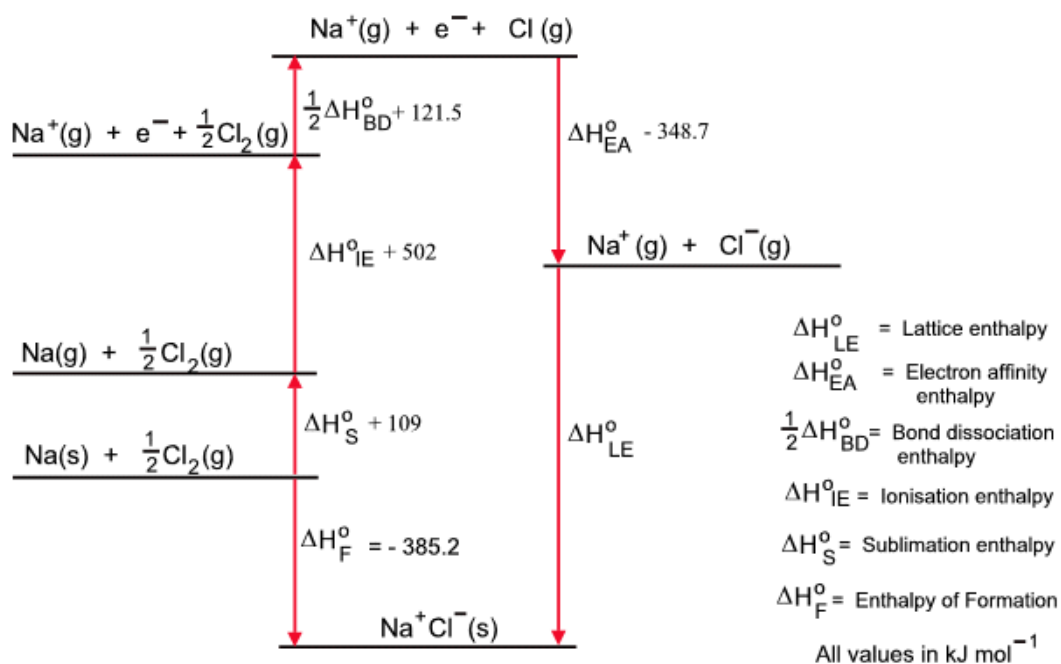 Na⁺(g) + e⁻ + Cl (g)
½ΔH°BD + 121.5
Na⁺(g) + e⁻ + ½Cl₂(g)
ΔH°EA - 348.7
ΔH°IE + 502
Na⁺(g) + Cl⁻(g)
Na(g) + ½Cl₂(g)
ΔH°S + 109
Na(s) + ½Cl₂(g)
ΔH°LE
ΔH°F = - 385.2
Na⁺Cl⁻(s)
ΔH°LE = Lattice enthalpy
ΔH°EA = Electron affinity
enthalpy
½ΔH°BD = Bond dissociation
enthalpy
ΔH°IE = Ionisation enthalpy
ΔH°S = Sublimation enthalpy
ΔH°F = Enthalpy of Formation
All values in kJ mol⁻¹